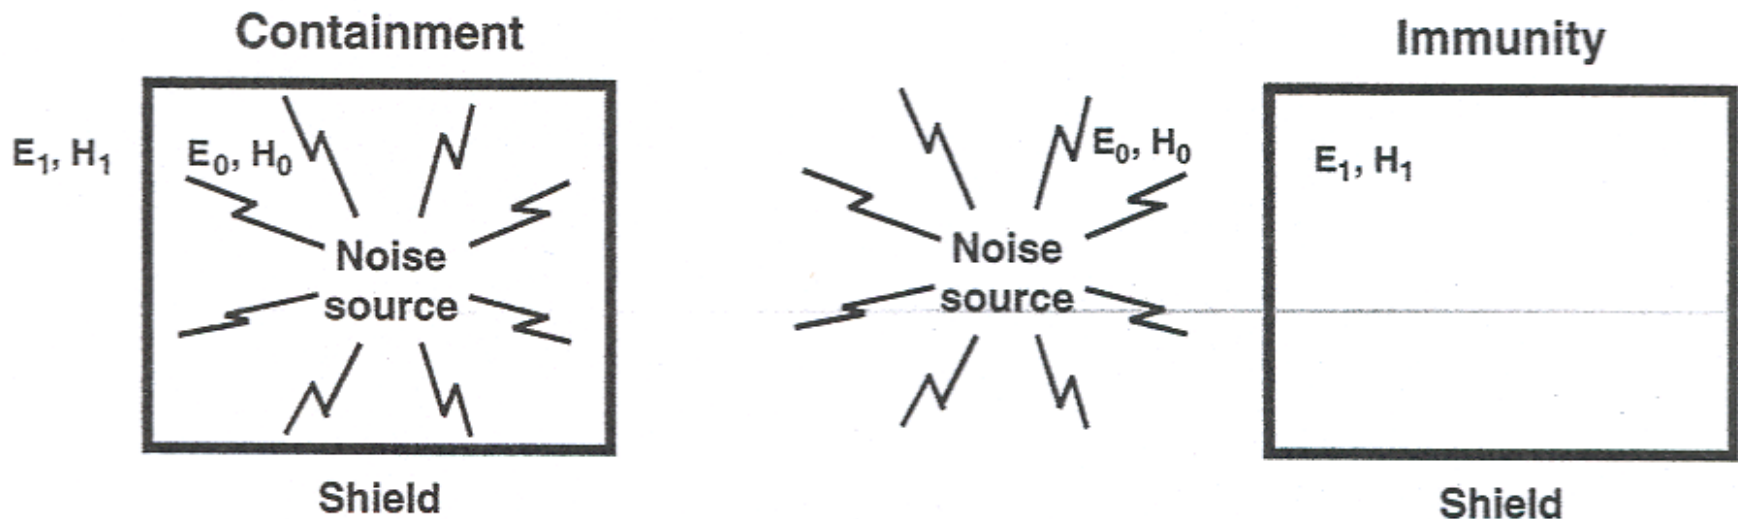 Containment
E₁, H₁
E₀, H₀
Noise
source
Shield
Immunity
E₀, H₀
Noise
source
E₁, H₁
Shield